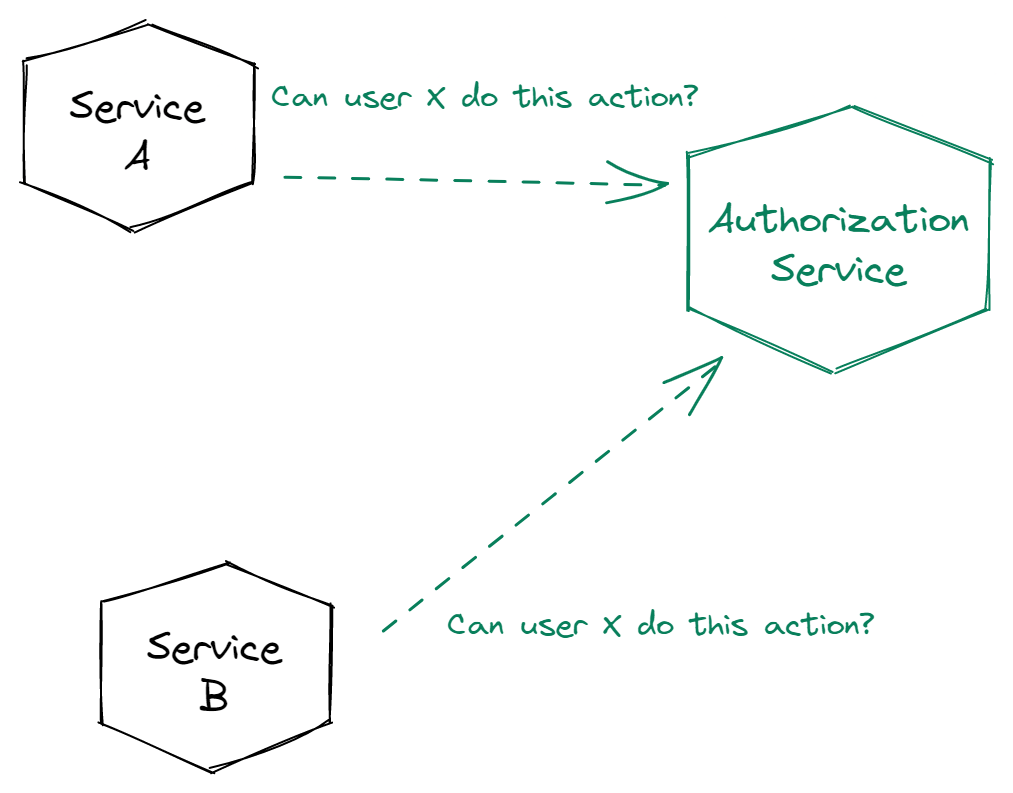 Service
A
Can user X do this action?
Authorization
Service
Can user X do this action?
Service
B